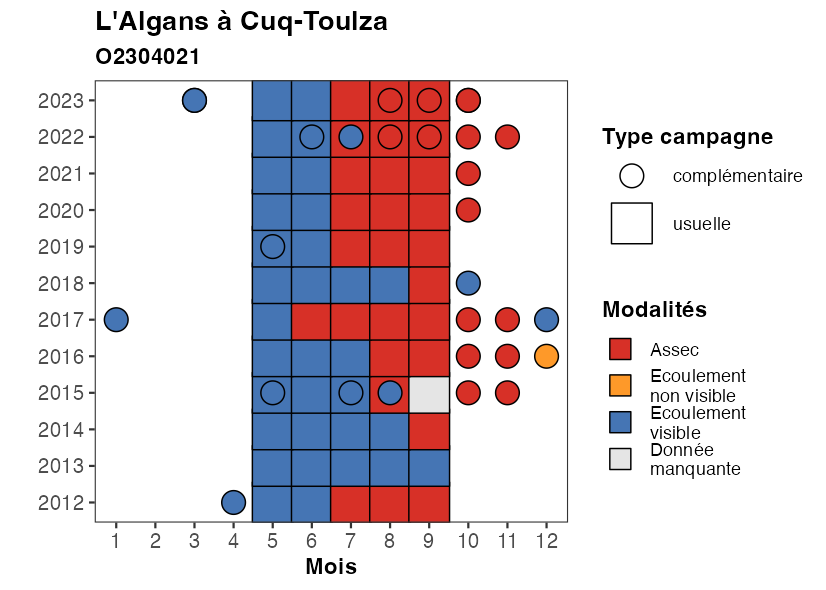 L'Algans à Cuq-Toulza
O2304021
2023
2022
2021
2020
2019
2018
2017
2016
2015
2014
2013
2012
1 2 3 4 5 6 7 8 9 10 11 12
Mois
Type campagne
complémentaire
usuelle
Modalités
Assec
Ecoulement
non visible
Ecoulement
visible
Donnée
manquante